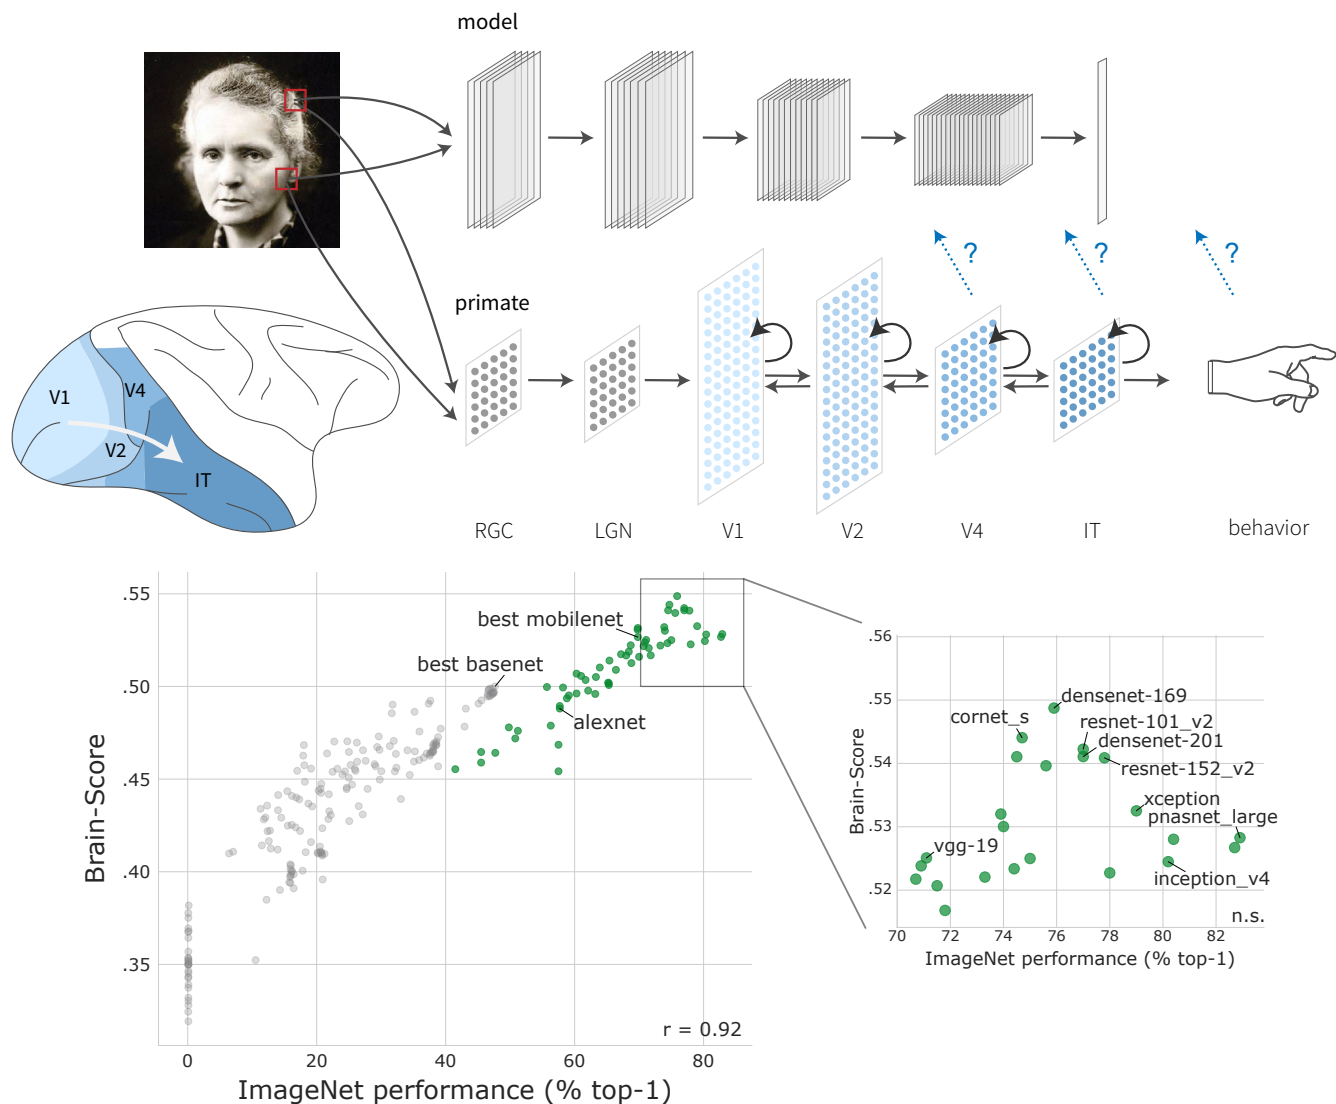 model
primate
?
?
?
V1
V4
V2
IT
RGC
LGN
V1
V2
V4
IT
behavior
Brain-Score
.55
.50
.45
.40
.35
best mobilenet
best basenet
alexnet
r = 0.92
0
20
40
60
80
ImageNet performance (% top-1)
Brain-Score
.56
.55
.54
.53
.52
densenet-169
cornet_s
resnet-101_v2
densenet-201
resnet-152_v2
xception
pnasnet_large
vgg-19
inception_v4
n.s.
70
72
74
76
78
80
82
ImageNet performance (% top-1)